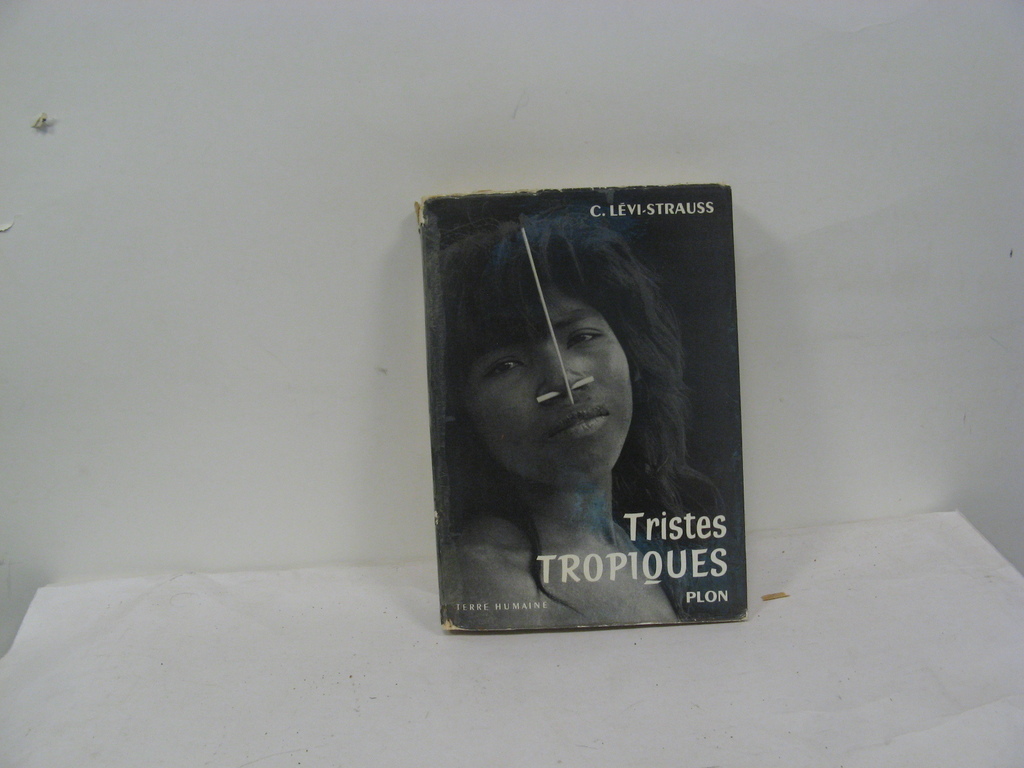 C. LÉVI-STRAUSS
Tristes
TROPIQUES
PLON
TERRE HUMAINE